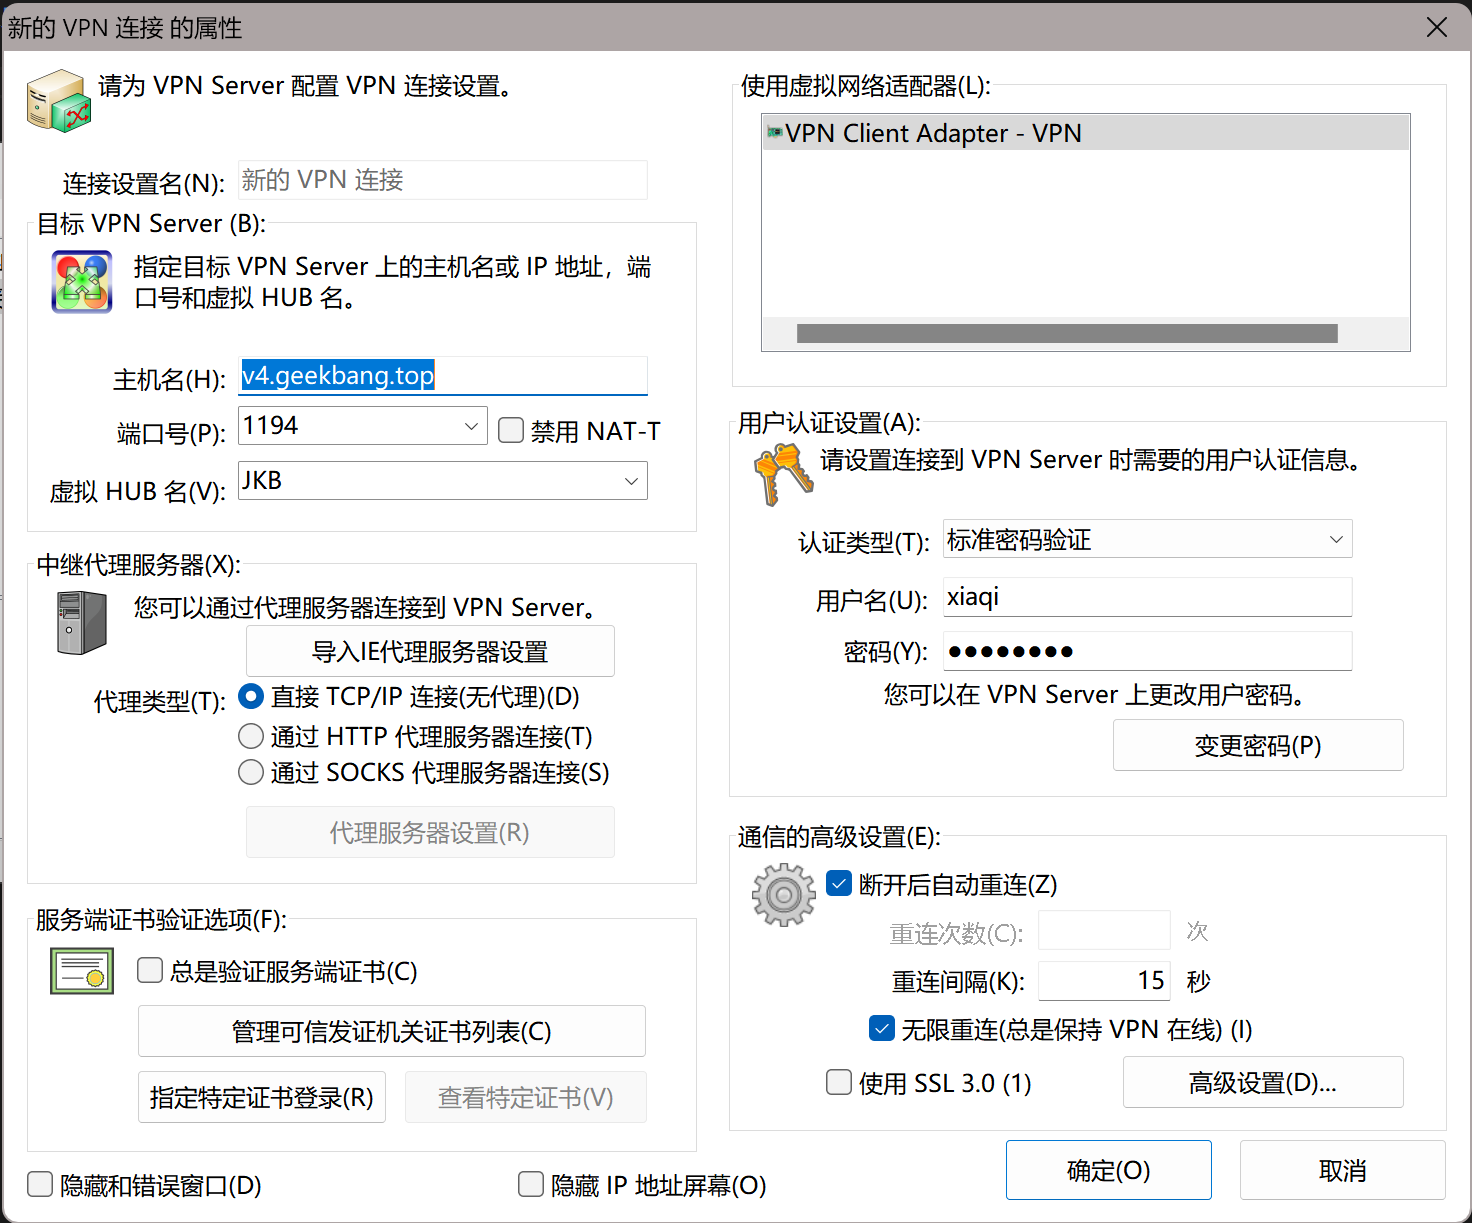 新的 VPN 连接 的属性
请为 VPN Server 配置 VPN 连接设置。
连接设置名(N):
新的 VPN 连接
目标 VPN Server (B):
指定目标 VPN Server 上的主机名或 IP 地址，端
口号和虚拟 HUB 名。
主机名(H):
v4.geekbang.top
端口号(P):
1194
禁用 NAT-T
虚拟 HUB 名(V):
JKB
中继代理服务器(X):
您可以通过代理服务器连接到 VPN Server。
导入IE代理服务器设置
代理类型(T):
直接 TCP/IP 连接(无代理)(D)
通过 HTTP 代理服务器连接(T)
通过 SOCKS 代理服务器连接(S)
代理服务器设置(R)
服务端证书验证选项(F):
总是验证服务端证书(C)
管理可信发证机关证书列表(C)
指定特定证书登录(R)
查看特定证书(V)
隐藏和错误窗口(D)
隐藏 IP 地址屏幕(O)
使用虚拟网络适配器(L):
VPN Client Adapter - VPN
用户认证设置(A):
请设置连接到 VPN Server 时需要的用户认证信息。
认证类型(T):
标准密码验证
用户名(U):
xiaqi
密码(Y):
●●●●●●●●
您可以在 VPN Server 上更改用户密码。
变更密码(P)
通信的高级设置(E):
断开后自动重连(Z)
重连次数(C):
次
重连间隔(K):
15
秒
无限重连(总是保持 VPN 在线) (I)
使用 SSL 3.0 (1)
高级设置(D)...
确定(O)
取消